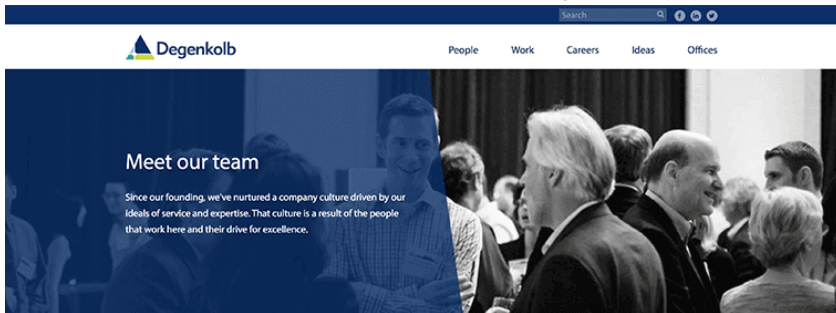 Search
Degenkolb
People Work Careers Ideas Offices
Meet our team
Since our founding, we've nurtured a company culture driven by our
ideals of service and expertise. That culture is a result of the people
that work here and their drive for excellence.